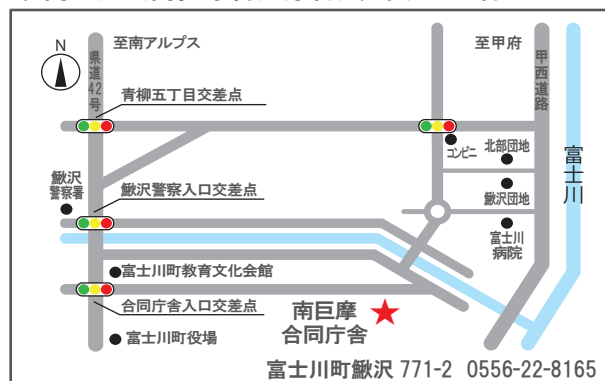 N
至南アルプス
至甲府
県道42号
甲西道路
青柳五丁目交差点
コンビニ
北部団地
富士川
鰍沢
警察署
鰍沢警察入口交差点
鰍沢団地
富士川
病院
富士川町教育文化会館
合同庁舎入口交差点
南巨摩
合同庁舎
富士川町役場
富士川町鰍沢 771-2 0556-22-8165